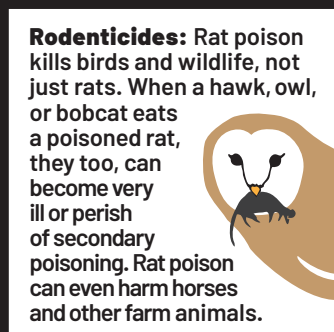 Rodenticides: Rat poison
kills birds and wildlife, not
just rats. When a hawk, owl,
or bobcat eats
a poisoned rat,
they too, can
become very
ill or perish
of secondary
poisoning. Rat poison
can even harm horses
and other farm animals.